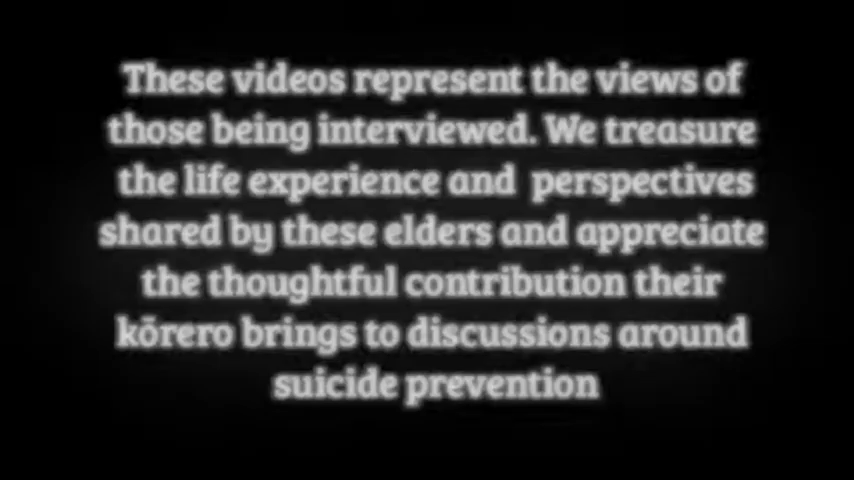 These videos represent the views of
those being interviewed. We treasure
the life experience and perspectives
shared by these elders and appreciate
the thoughtful contribution their
kōrero brings to discussions around
suicide prevention